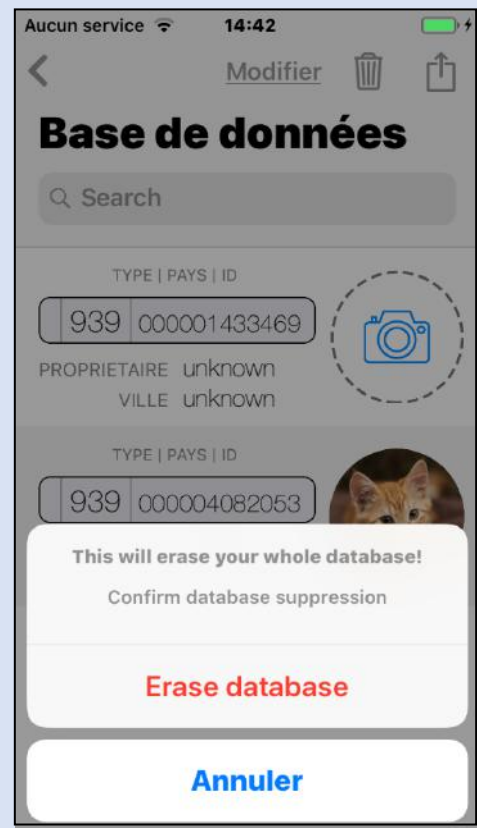 Aucun service 14:42
Modifier
Base de données
Search
TYPE | PAYS | ID
939 000001433469
PROPRIETAIRE unknown
VILLE unknown
TYPE | PAYS | ID
939 000004082053
This will erase your whole database!
Confirm database suppression
Erase database
Annuler